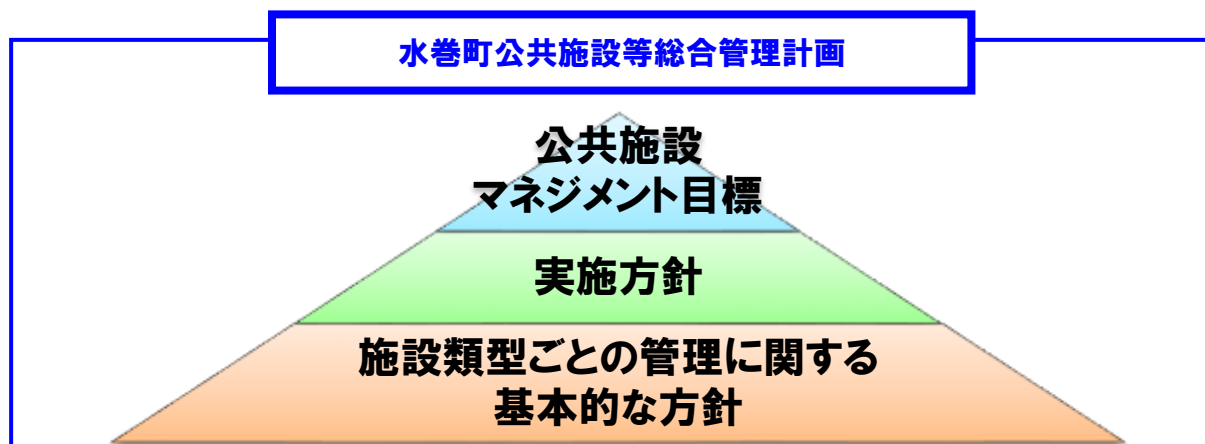 水巻町公共施設等総合管理計画
公共施設
マネジメント目標
実施方針
施設類型ごとの管理に関する
基本的な方針